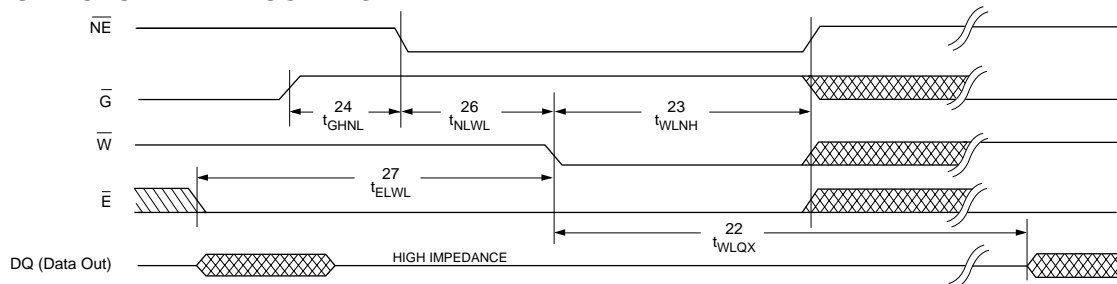 NE
G
24
tGHNL
26
tNLWL
23
tWLNH
W
27
tELWL
E
22
tWLQX
DQ (Data Out)
HIGH IMPEDANCE